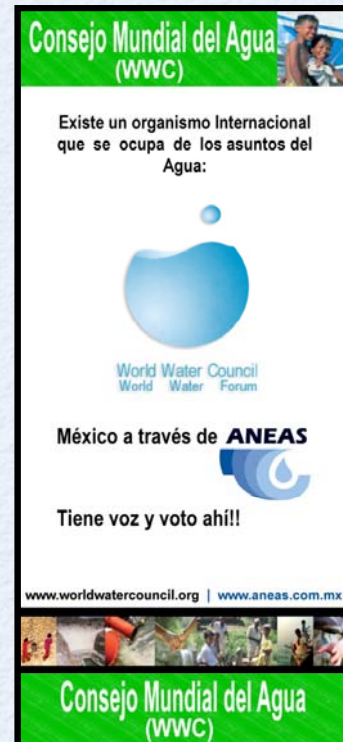 Consejo Mundial del Agua
(WWC)
Existe un organismo Internacional
que se ocupa de los asuntos del
Agua:
World Water Council
World Water Forum
México a través de ANEAS
Tiene voz y voto ahí!!
www.worldwatercouncil.org | www.aneas.com.mx
Consejo Mundial del Agua
(WWC)